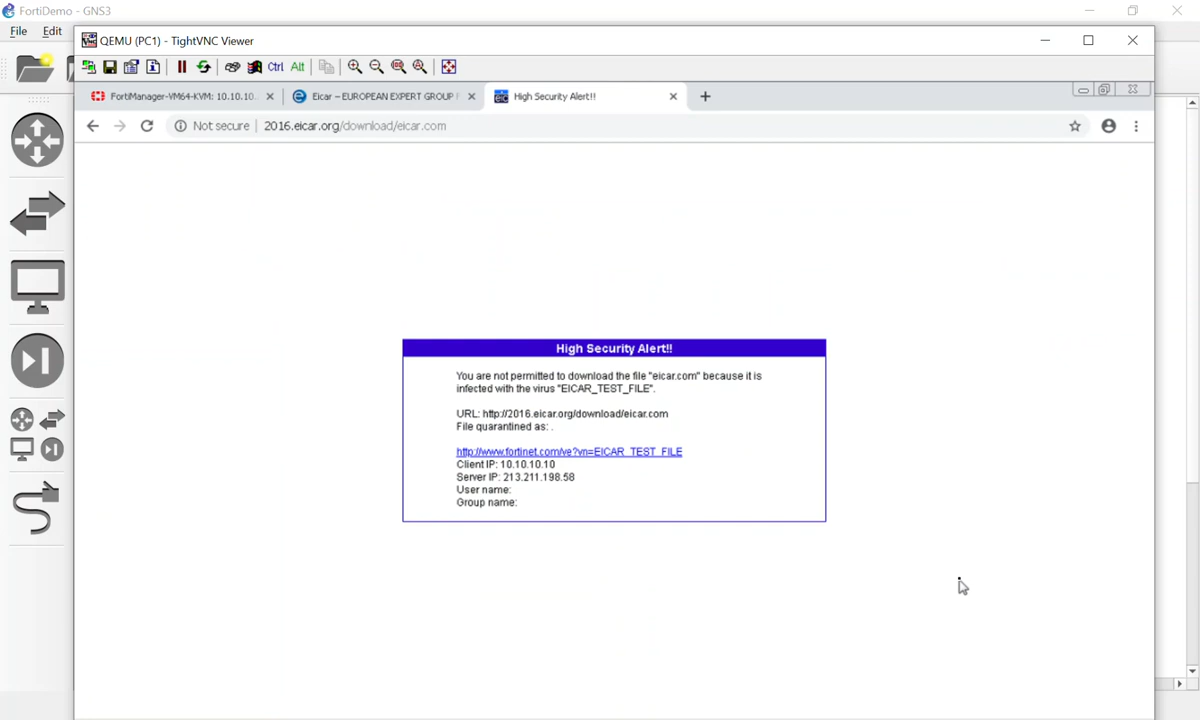 FortiDemo - GNS3
File Edit
QEMU (PC1) - TightVNC Viewer
Ctrl Alt
FortiManager-VM64-KVM: 10.10.10.
Eicar – EUROPEAN EXPERT GROUP F
High Security Alert!!
Not secure 2016.eicar.org/download/eicar.com
High Security Alert!!
You are not permitted to download the file "eicar.com" because it is
infected with the virus "EICAR_TEST_FILE".
URL: http://2016.eicar.org/download/eicar.com
File quarantined as: .
http://www.fortinet.com/ve?vn=EICAR_TEST_FILE
Client IP: 10.10.10.10
Server IP: 213.211.198.58
User name:
Group name: